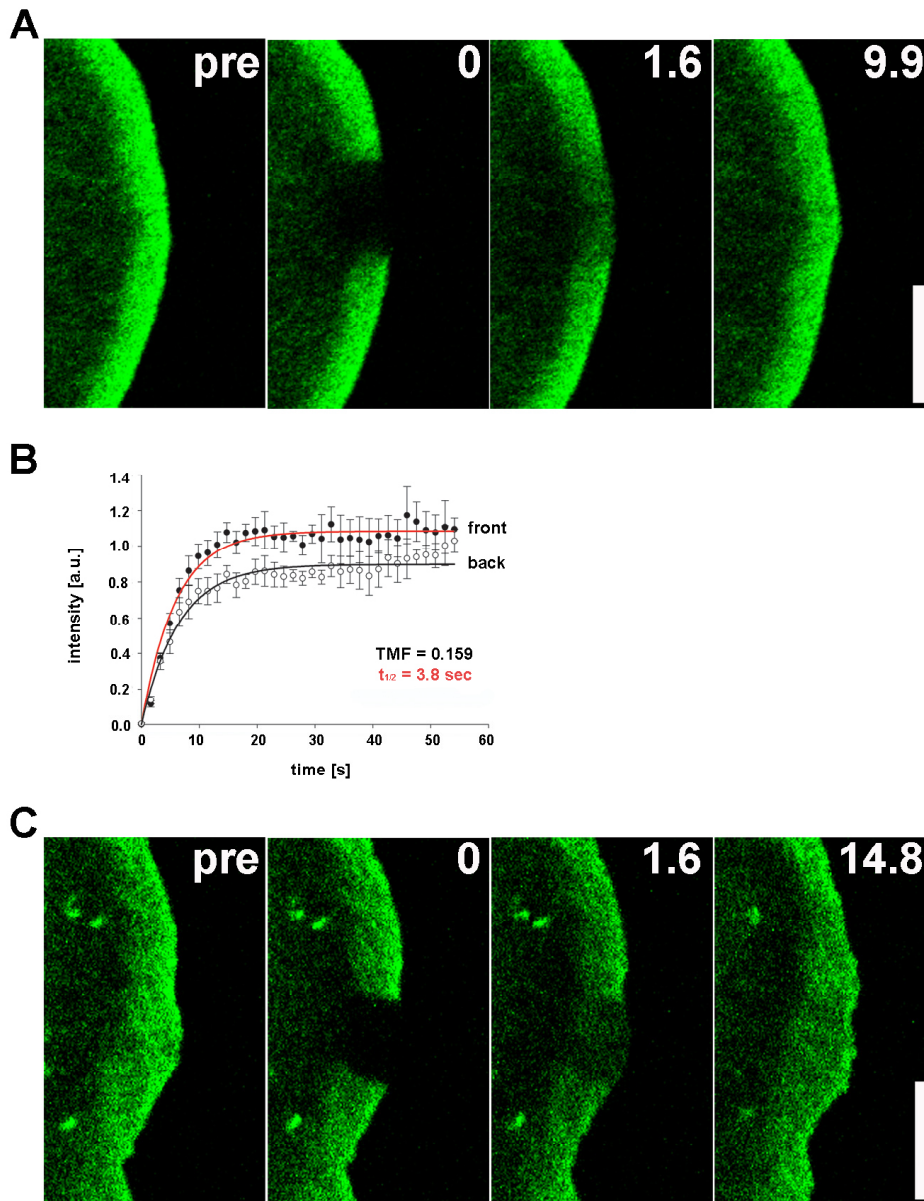 A
pre 0 1.6 9.9
B
1.4
1.2
1.0
0.8
0.6
0.4
0.2
0.0
intensity [a.u.]
front
back
TMF = 0.159
t1/2 = 3.8 sec
0 10 20 30 40 50 60
time [s]
C
pre 0 1.6 14.8